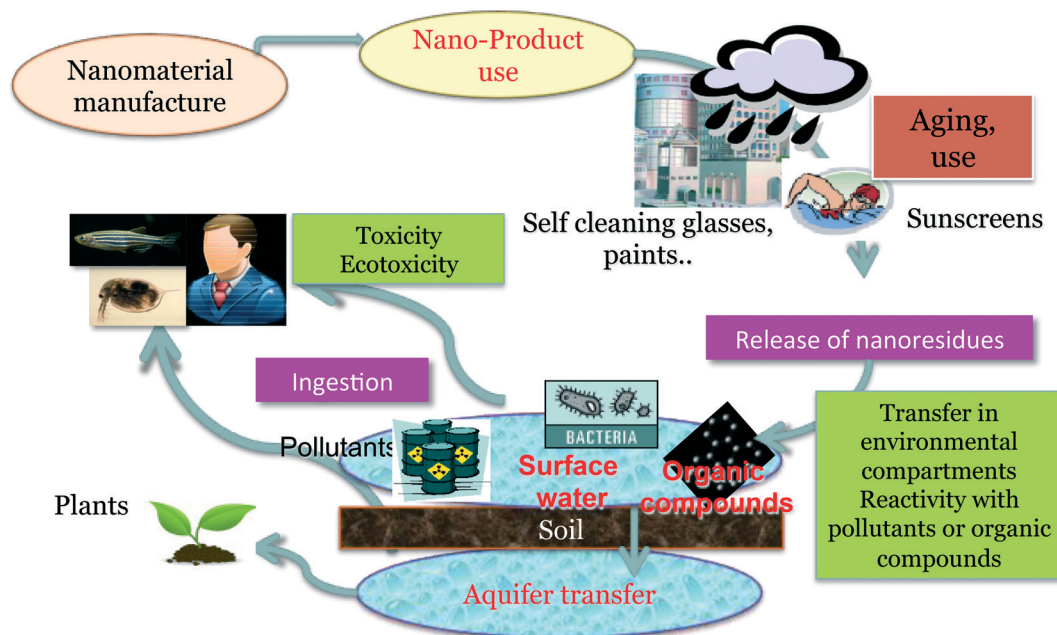 Nanomaterial
manufacture
Nano-Product
use
Aging,
use
Self cleaning glasses,
paints..
Sunscreens
Toxicity
Ecotoxicity
Release of nanoresidues
Ingestion
Transfer in
environmental
compartments
Reactivity with
pollutants or organic
compounds
Pollutants
BACTERIA
Surface
water
Organic
compounds
Plants
Soil
Aquifer transfer